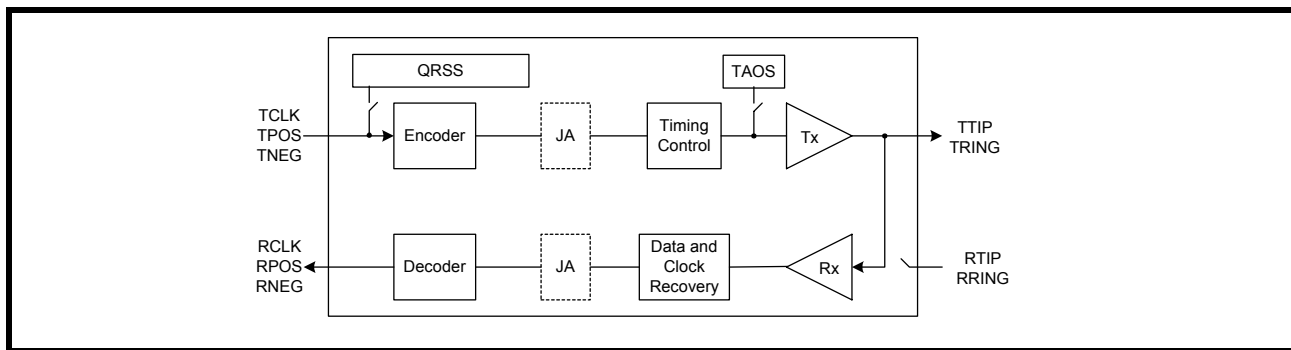 QRSS
TAOS
TCLK
TPOS
TNEG
Encoder
JA
Timing
Control
Tx
TTIP
TRING
RCLK
RPOS
RNEG
Decoder
JA
Data and
Clock
Recovery
Rx
RTIP
RRING